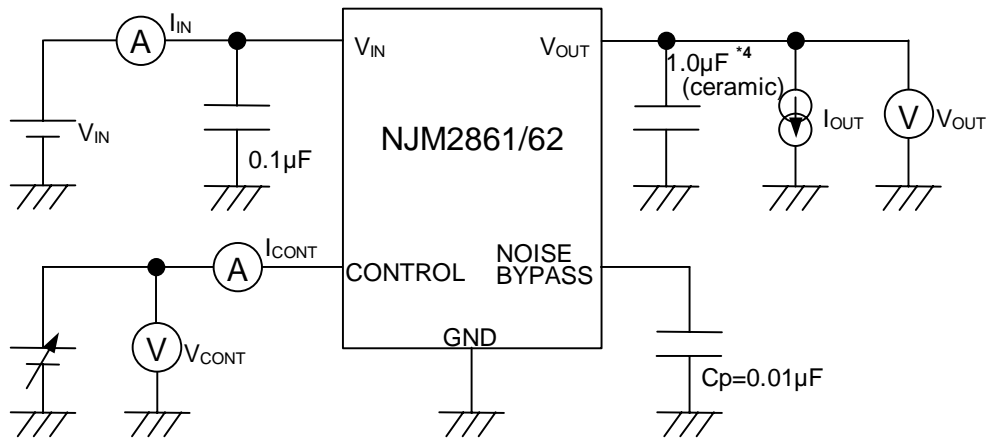 A I_IN
V_IN V_OUT
1.0µF *4
(ceramic)
V_IN
0.1µF
NJM2861/62
I_OUT
V V_OUT
I_CONT
A
CONTROL
NOISE
BYPASS
V V_CONT
GND
Cp=0.01µF